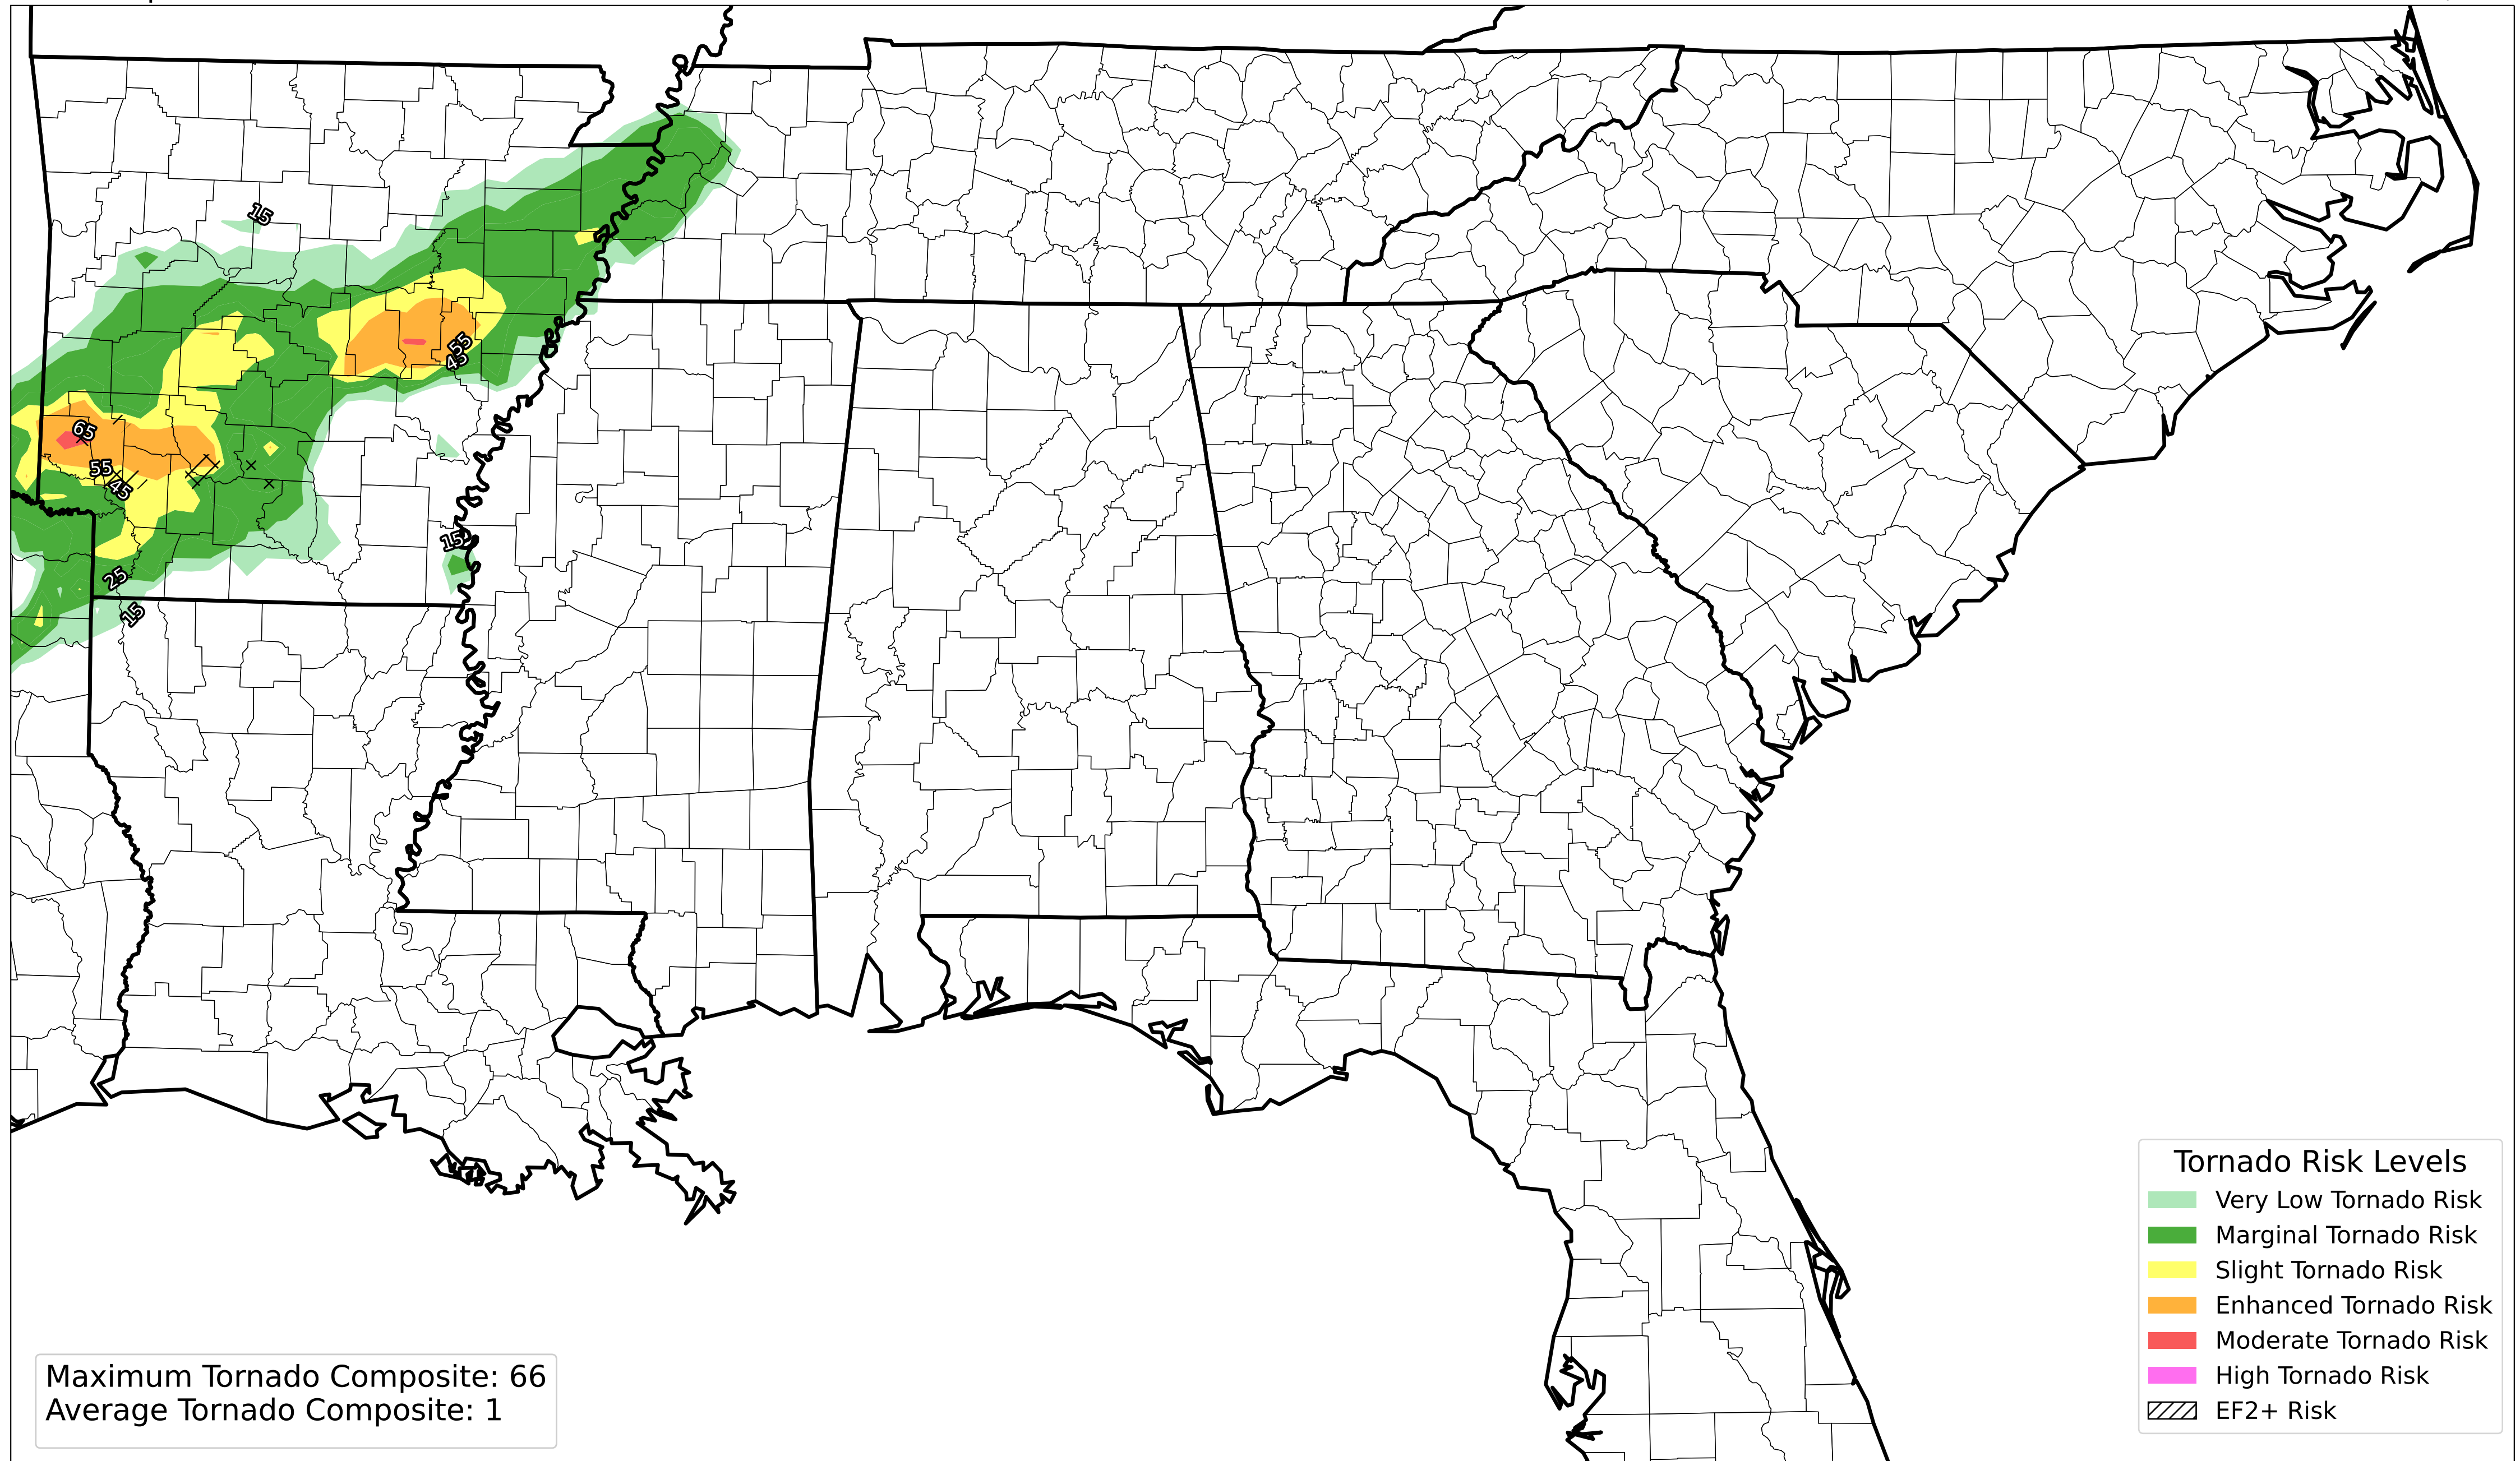 15
55
45
65
55
45
15
25
15
Tornado Risk Levels
Very Low Tornado Risk
Marginal Tornado Risk
Slight Tornado Risk
Enhanced Tornado Risk
Moderate Tornado Risk
High Tornado Risk
EF2+ Risk
Maximum Tornado Composite: 66
Average Tornado Composite: 1